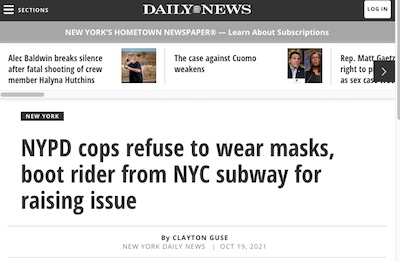 SECTIONS
DAILY NEWS
LOG IN
NEW YORK'S HOMETOWN NEWSPAPER® — Learn About Subscriptions
Alec Baldwin breaks silence
after fatal shooting of crew
member Halyna Hutchins
The case against Cuomo
weakens
Rep. Matt Gaetz
right to p
as sex cas
NEW YORK
NYPD cops refuse to wear masks,
boot rider from NYC subway for
raising issue
By CLAYTON GUSE
NEW YORK DAILY NEWS | OCT 19, 2021